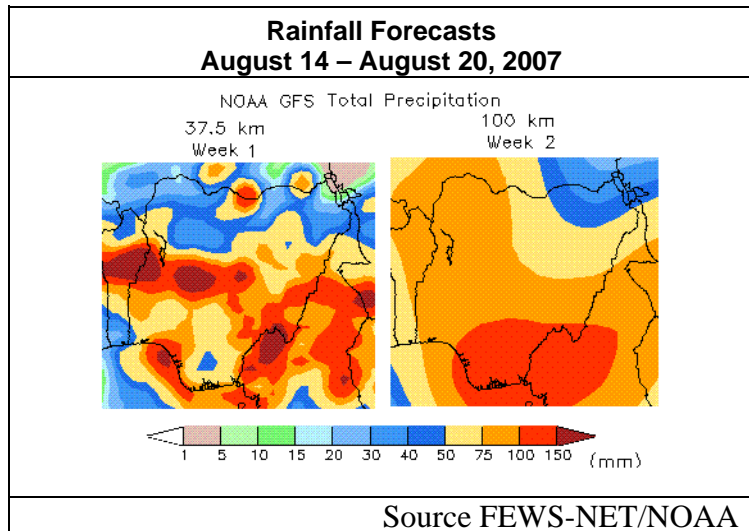 Rainfall Forecasts
August 14 – August 20, 2007
NOAA GFS Total Precipitation
37.5 km
Week 1
100 km
Week 2
1 5 10 15 20 30 40 50 75 100 150 (mm)
Source FEWS-NET/NOAA